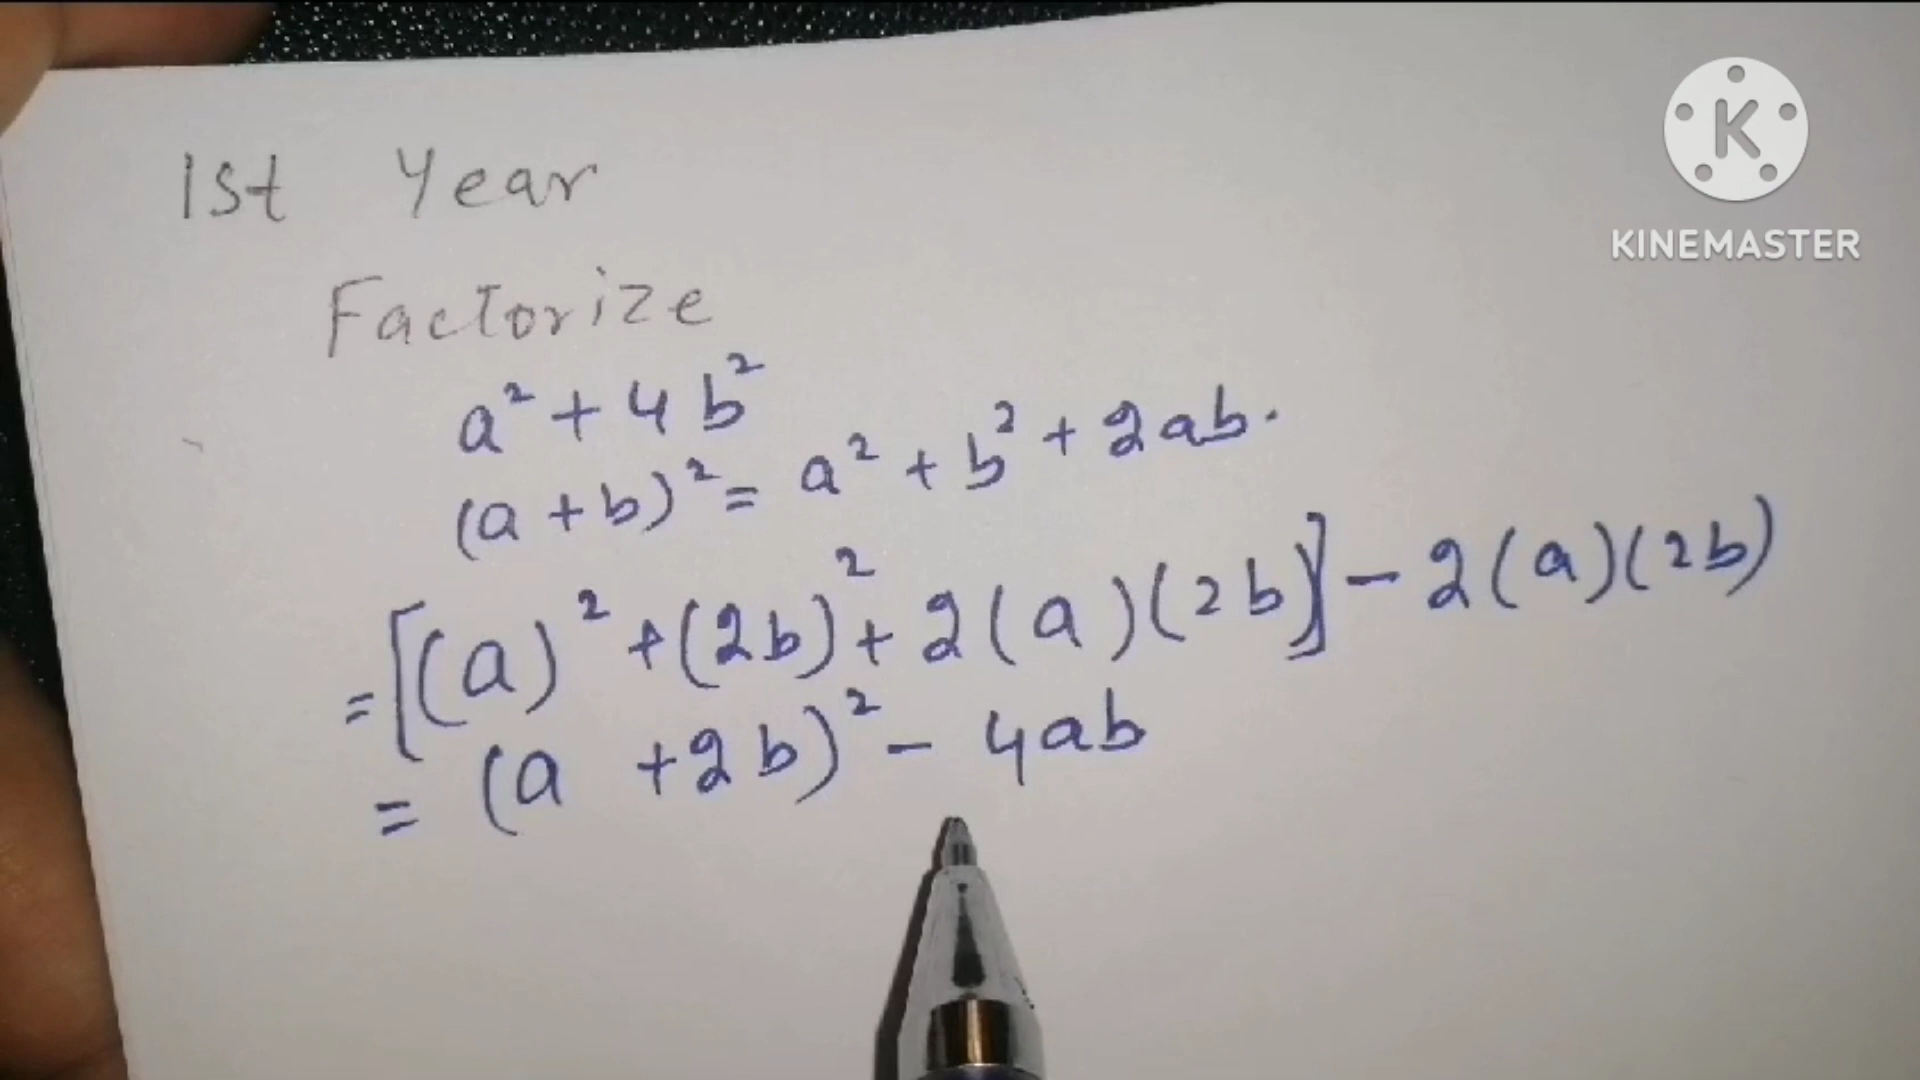 1st Year
Factorize
a² + 4b²
(a + b)² = a² + b² + 2ab.
= [(a)² + (2b)² + 2(a)(2b)] - 2(a)(2b)
= (a + 2b)² - 4ab
K
KINEMASTER